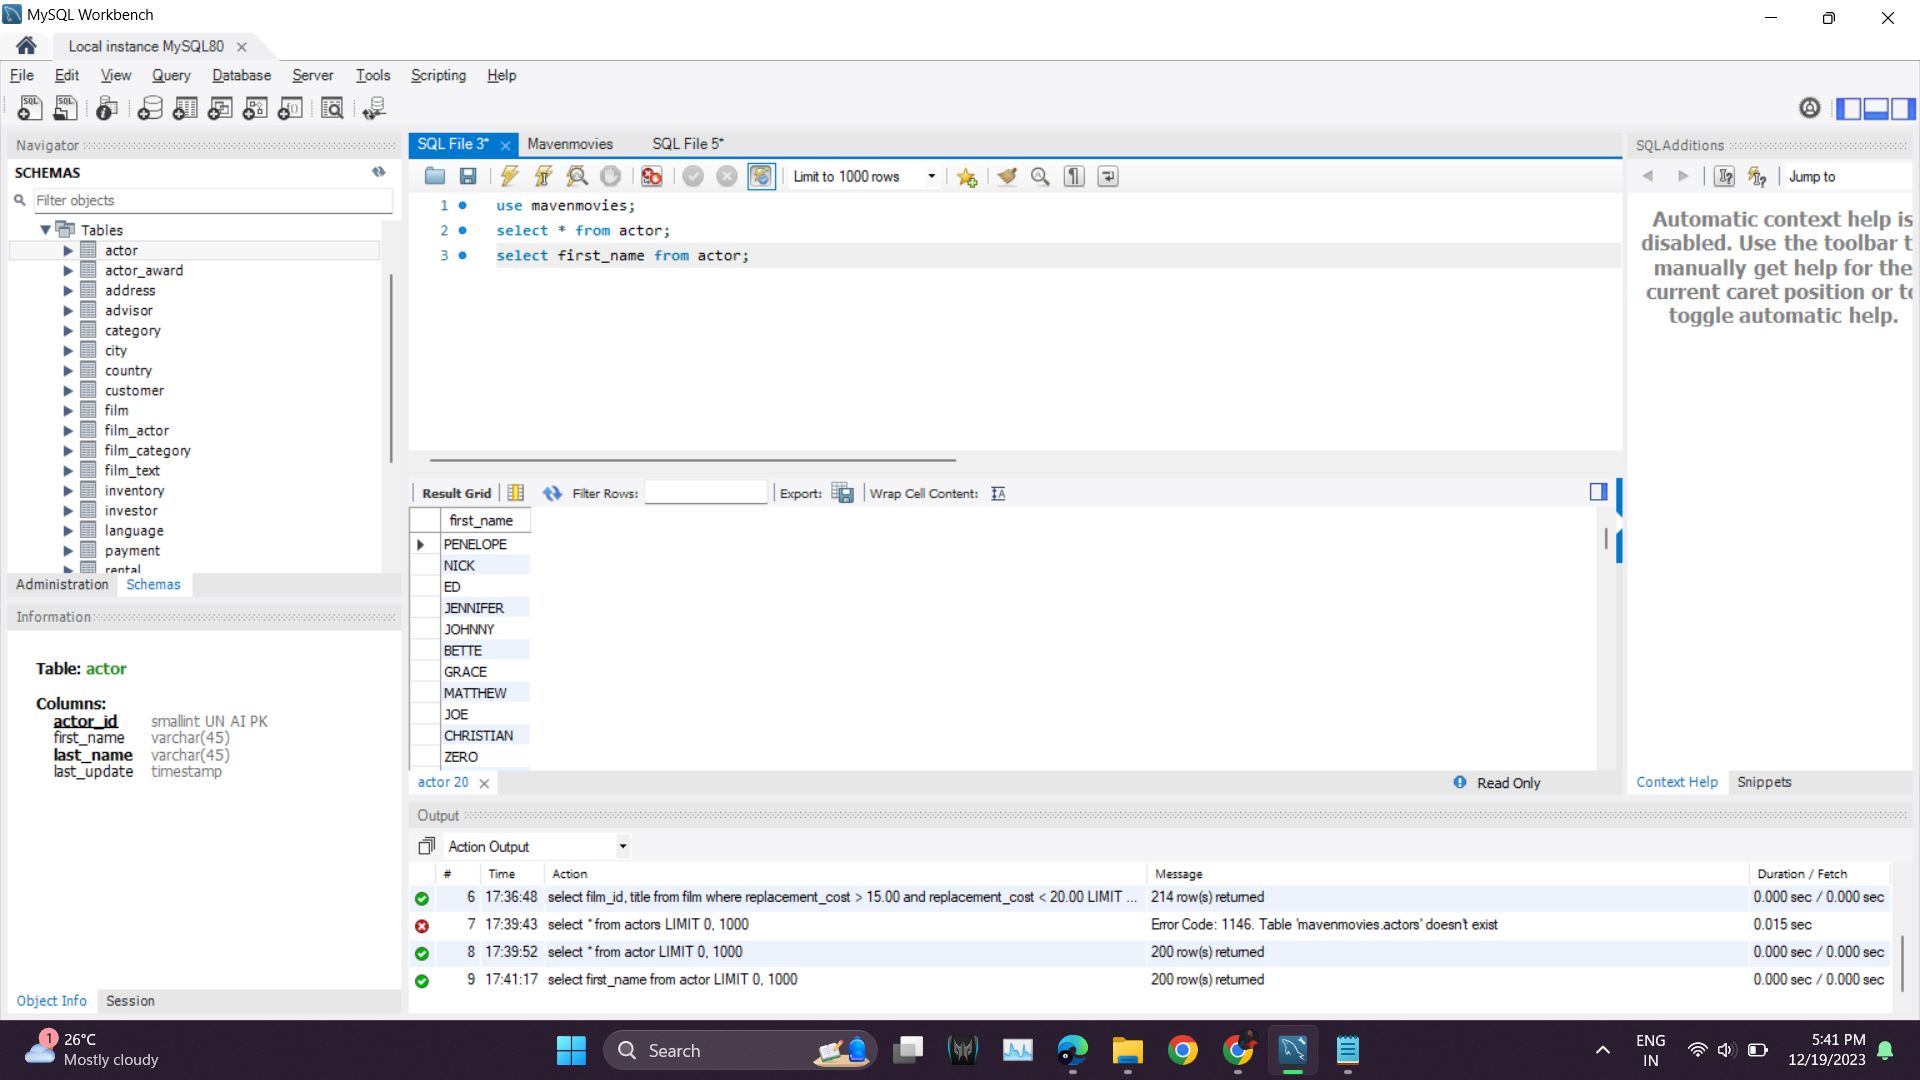 MySQL Workbench
Local instance MySQL80
File Edit View Query Database Server Tools Scripting Help
Navigator
SCHEMAS
Filter objects
Tables
actor
actor_award
address
advisor
category
city
country
customer
film
film_actor
film_category
film_text
inventory
investor
language
payment
rental
Administration Schemas
Information
Table: actor
Columns:
actor_id smallint UN AI PK
first_name varchar(45)
last_name varchar(45)
last_update timestamp
Object Info Session
SQL File 3* Mavenmovies SQL File 5*
Limit to 1000 rows
1 use mavenmovies;
2 select * from actor;
3 select first_name from actor;
Result Grid Filter Rows: Export: Wrap Cell Content:
first_name
PENELOPE
NICK
ED
JENNIFER
JOHNNY
BETTE
GRACE
MATTHEW
JOE
CHRISTIAN
ZERO
actor 20 Read Only
SQLAdditions
Jump to
Automatic context help is
disabled. Use the toolbar t
manually get help for the
current caret position or to
toggle automatic help.
Context Help Snippets
Output
Action Output
# Time Action Message Duration / Fetch
6 17:36:48 select film_id, title from film where replacement_cost > 15.00 and replacement_cost < 20.00 LIMIT ... 214 row(s) returned 0.000 sec / 0.000 sec
7 17:39:43 select * from actors LIMIT 0, 1000 Error Code: 1146. Table 'mavenmovies.actors' doesn't exist 0.015 sec
8 17:39:52 select * from actor LIMIT 0, 1000 200 row(s) returned 0.000 sec / 0.000 sec
9 17:41:17 select first_name from actor LIMIT 0, 1000 200 row(s) returned 0.000 sec / 0.000 sec
1
26°C
Mostly cloudy
Search
ENG
IN
5:41 PM
12/19/2023